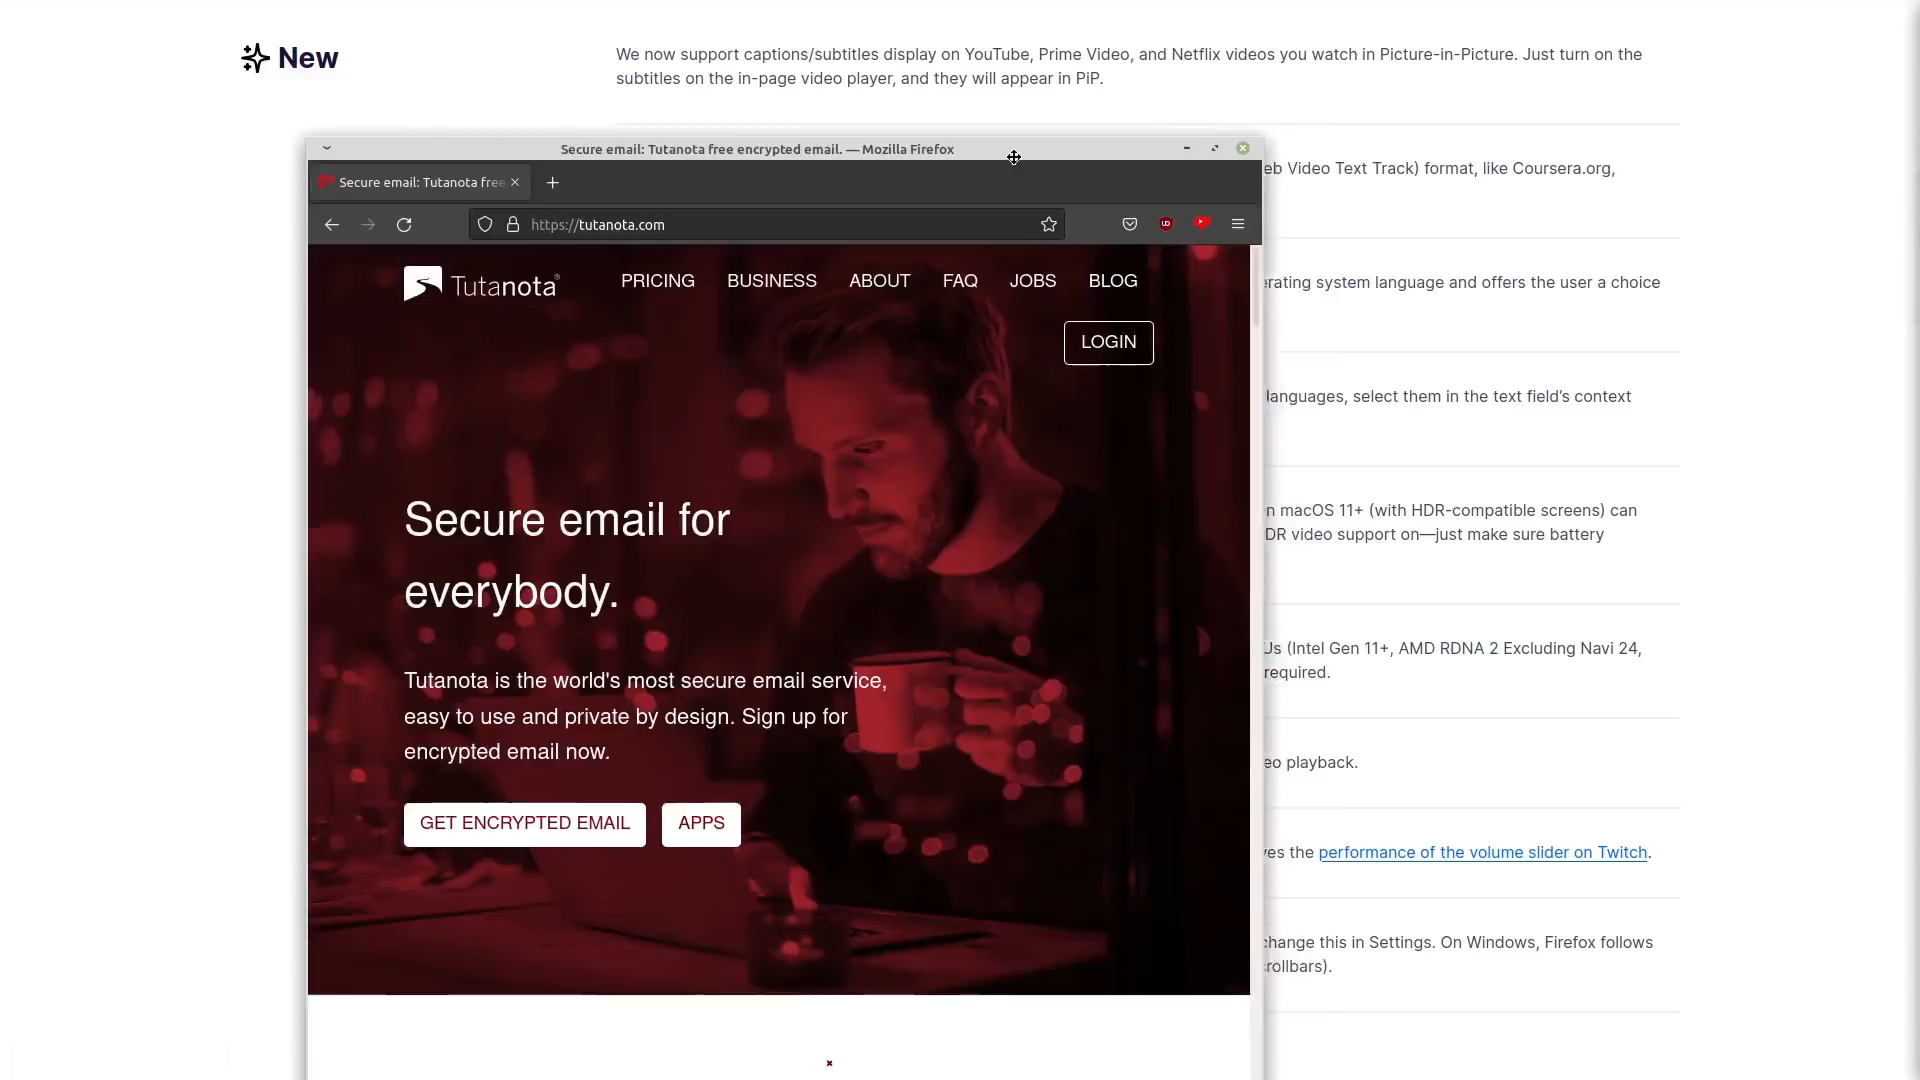 New
We now support captions/subtitles display on YouTube, Prime Video, and Netflix videos you watch in Picture-in-Picture. Just turn on the
subtitles on the in-page video player, and they will appear in PiP.
Secure email: Tutanota free encrypted email. — Mozilla Firefox
Secure email: Tutanota free
https://tutanota.com
Tutanota®
PRICING BUSINESS ABOUT FAQ JOBS BLOG
LOGIN
Secure email for
everybody.
Tutanota is the world's most secure email service,
easy to use and private by design. Sign up for
encrypted email now.
GET ENCRYPTED EMAIL APPS
Video Text Track) format, like Coursera.org,
system language and offers the user a choice
languages, select them in the text field’s context
macOS 11+ (with HDR-compatible screens) can
video support on—just make sure battery
(Intel Gen 11+, AMD RDNA 2 Excluding Navi 24,
required.
playback.
the performance of the volume slider on Twitch.
change this in Settings. On Windows, Firefox follows